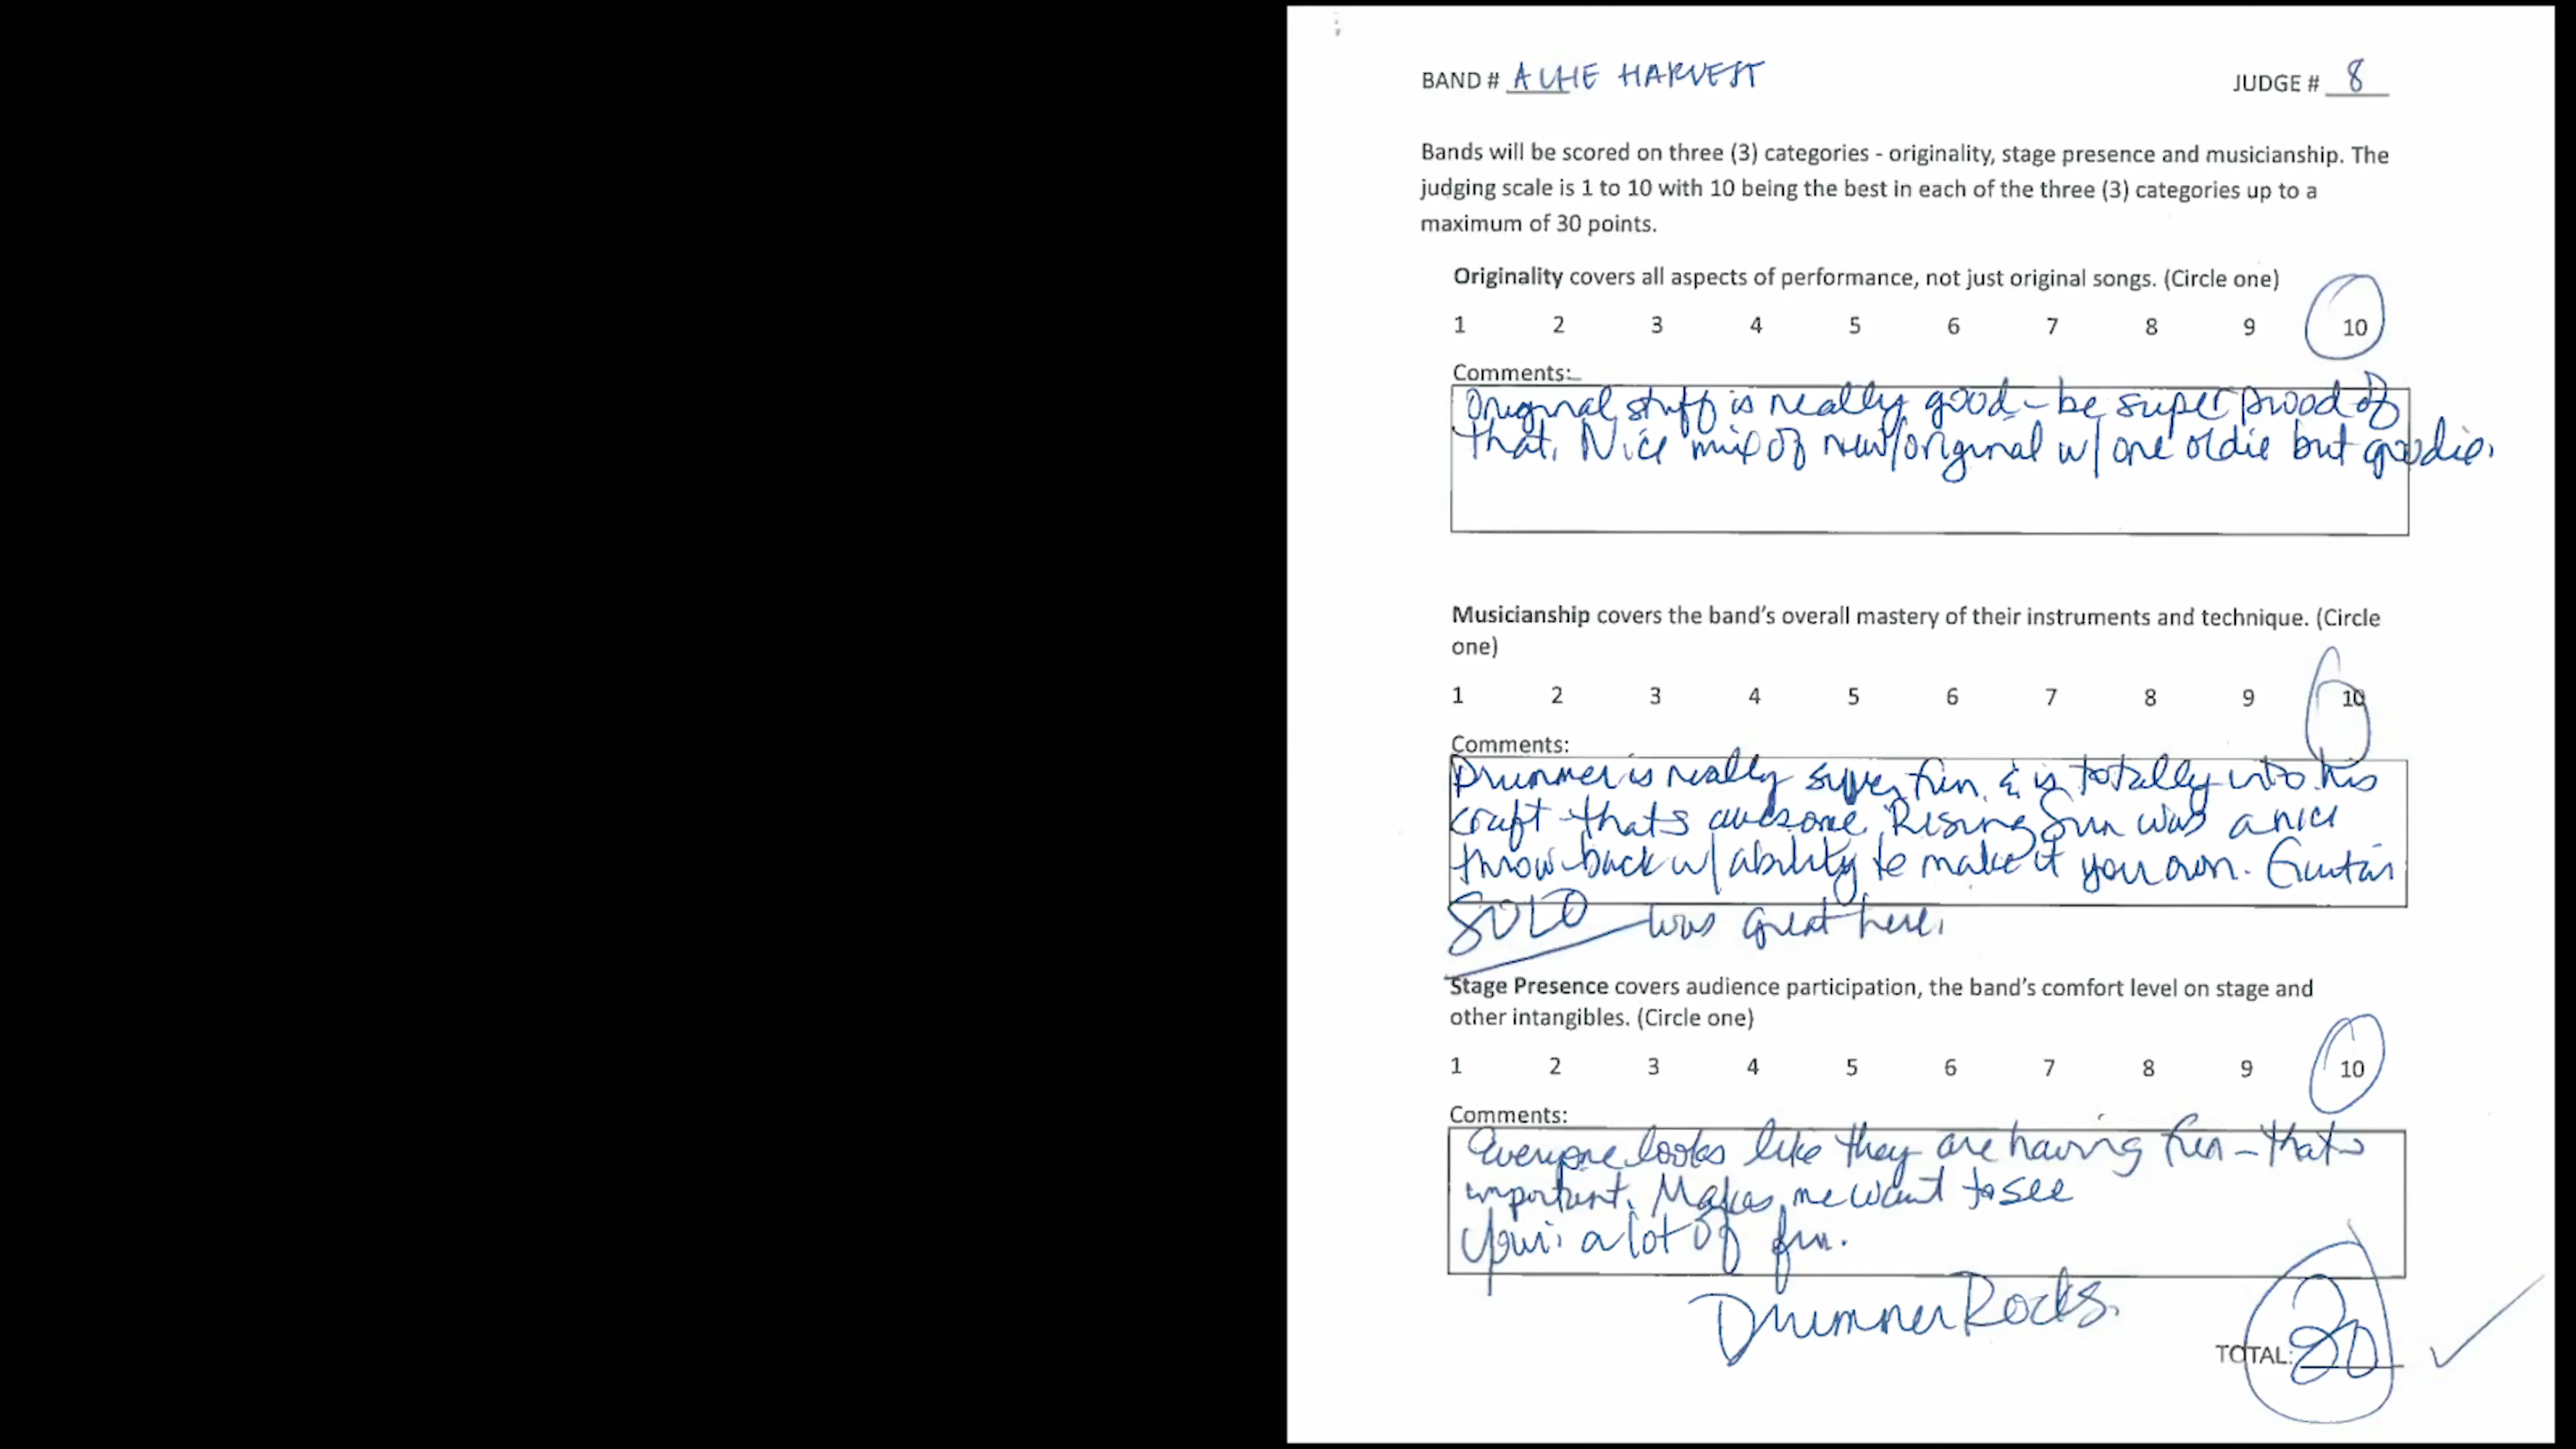 BAND # ACHE HARVEST JUDGE # 8
Bands will be scored on three (3) categories - originality, stage presence and musicianship. The
judging scale is 1 to 10 with 10 being the best in each of the three (3) categories up to a
maximum of 30 points.
Originality covers all aspects of performance, not just original songs. (Circle one)
1 2 3 4 5 6 7 8 9 10
Comments:
Original stuff is really good - be super prood of
that. Nice mix of new/original w/ one oldie but goodie.
Musicianship covers the band's overall mastery of their instruments and technique. (Circle
one)
1 2 3 4 5 6 7 8 9 10
Comments:
Drummer is really super fun & is totally into his
craft - thats awesome. Rising Sun was a nice
throw-back w/ ability to make it your own. Guitar
SOLO was great here.
Stage Presence covers audience participation, the band's comfort level on stage and
other intangibles. (Circle one)
1 2 3 4 5 6 7 8 9 10
Comments:
Everyone looks like they are having fun - thats
important. Makes me want to see
a lot of fun.
Drummer Rocks.
TOTAL: 30